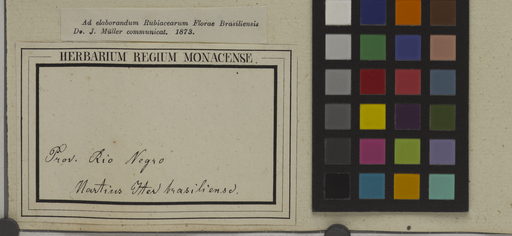 Ad elaborandum Rubiacearum Florae Brasiliensis
Dr. J. Müller communicat. 1873.
HERBARIUM REGIUM MONACENSE.
Prov. Rio Negro
Martius Iter brasiliense.